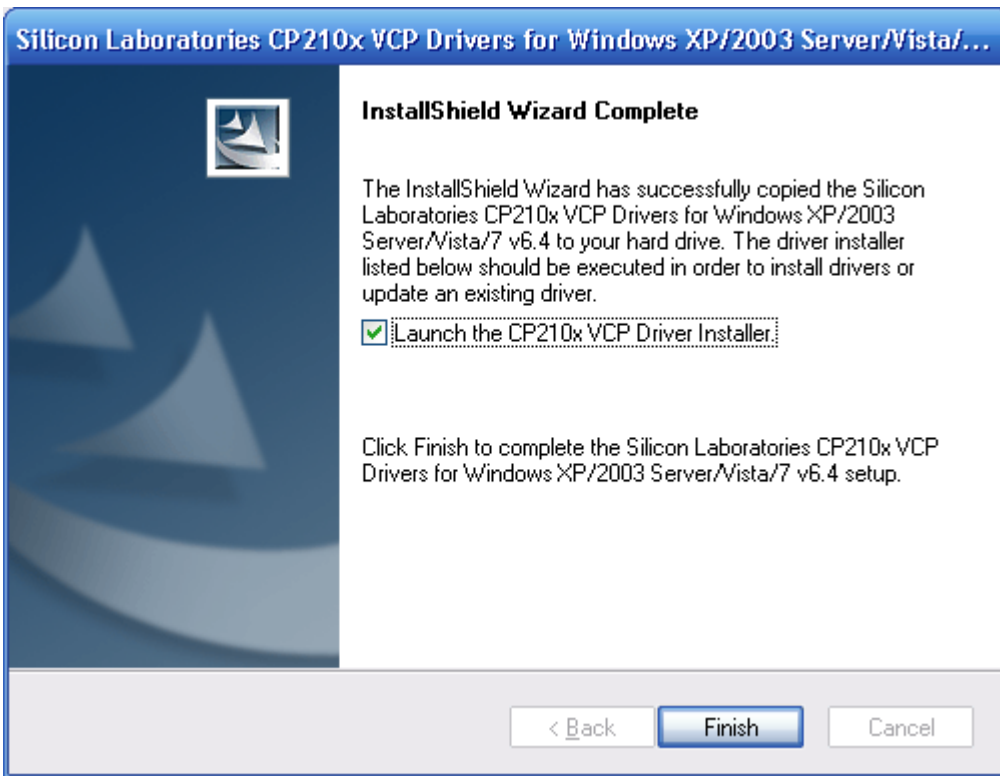 Silicon Laboratories CP210x VCP Drivers for Windows XP/2003 Server/Vista/...
InstallShield Wizard Complete
The InstallShield Wizard has successfully copied the Silicon
Laboratories CP210x VCP Drivers for Windows XP/2003
Server/Vista/7 v6.4 to your hard drive. The driver installer
listed below should be executed in order to install drivers or
update an existing driver.
Launch the CP210x VCP Driver Installer.
Click Finish to complete the Silicon Laboratories CP210x VCP
Drivers for Windows XP/2003 Server/Vista/7 v6.4 setup.
< Back Finish Cancel